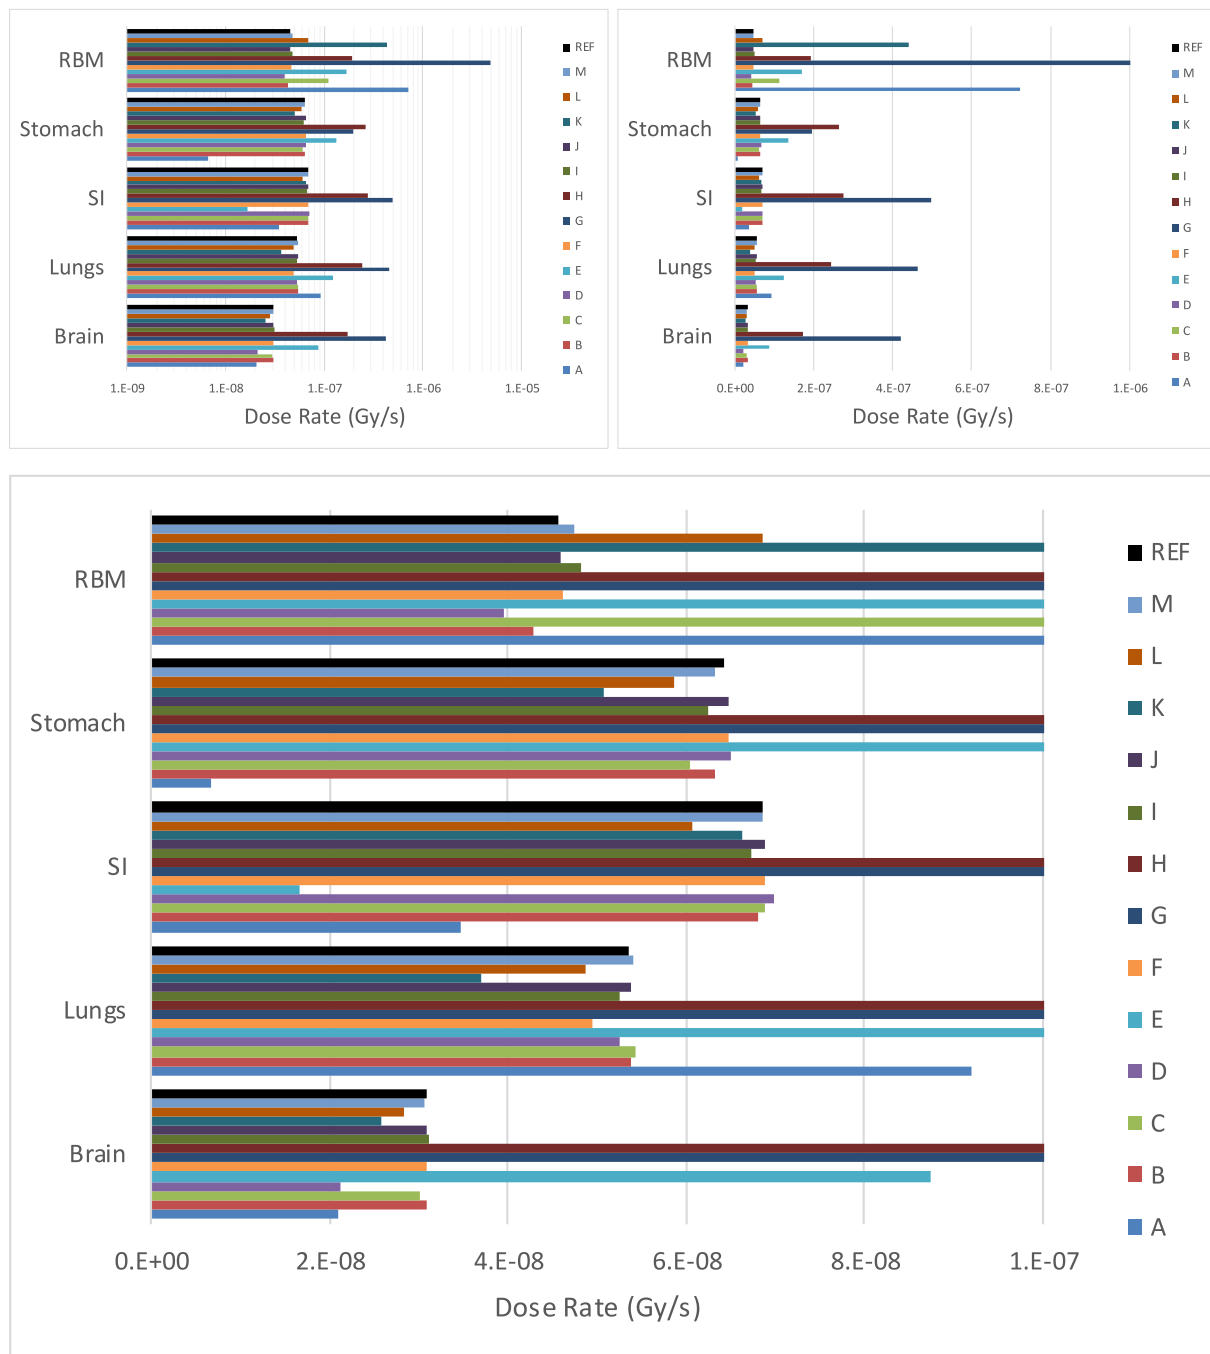 RBM
Stomach
SI
Lungs
Brain
1.E-09 1.E-08 1.E-07 1.E-06 1.E-05
Dose Rate (Gy/s)
REF
M
L
K
J
I
H
G
F
E
D
C
B
A
RBM
Stomach
SI
Lungs
Brain
0.E+00 2.E-07 4.E-07 6.E-07 8.E-07 1.E-06
Dose Rate (Gy/s)
REF
M
L
K
J
I
H
G
F
E
D
C
B
A
RBM
Stomach
SI
Lungs
Brain
0.E+00 2.E-08 4.E-08 6.E-08 8.E-08 1.E-07
Dose Rate (Gy/s)
REF
M
L
K
J
I
H
G
F
E
D
C
B
A